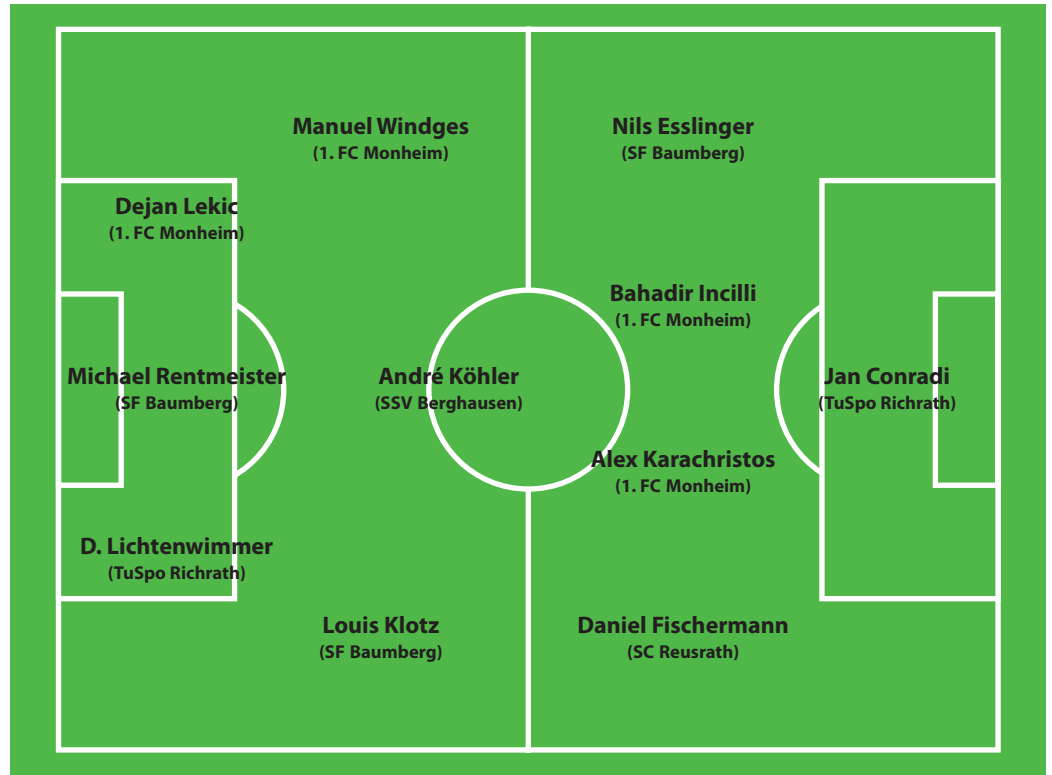 Manuel Windges
(1. FC Monheim)
Nils Esslinger
(SF Baumberg)
Dejan Lekic
(1. FC Monheim)
Bahadir Incilli
(1. FC Monheim)
Michael Rentmeister
(SF Baumberg)
André Köhler
(SSV Berghausen)
Jan Conradi
(TuSpo Richrath)
Alex Karachristos
(1. FC Monheim)
D. Lichtenwimmer
(TuSpo Richrath)
Louis Klotz
(SF Baumberg)
Daniel Fischermann
(SC Reusrath)